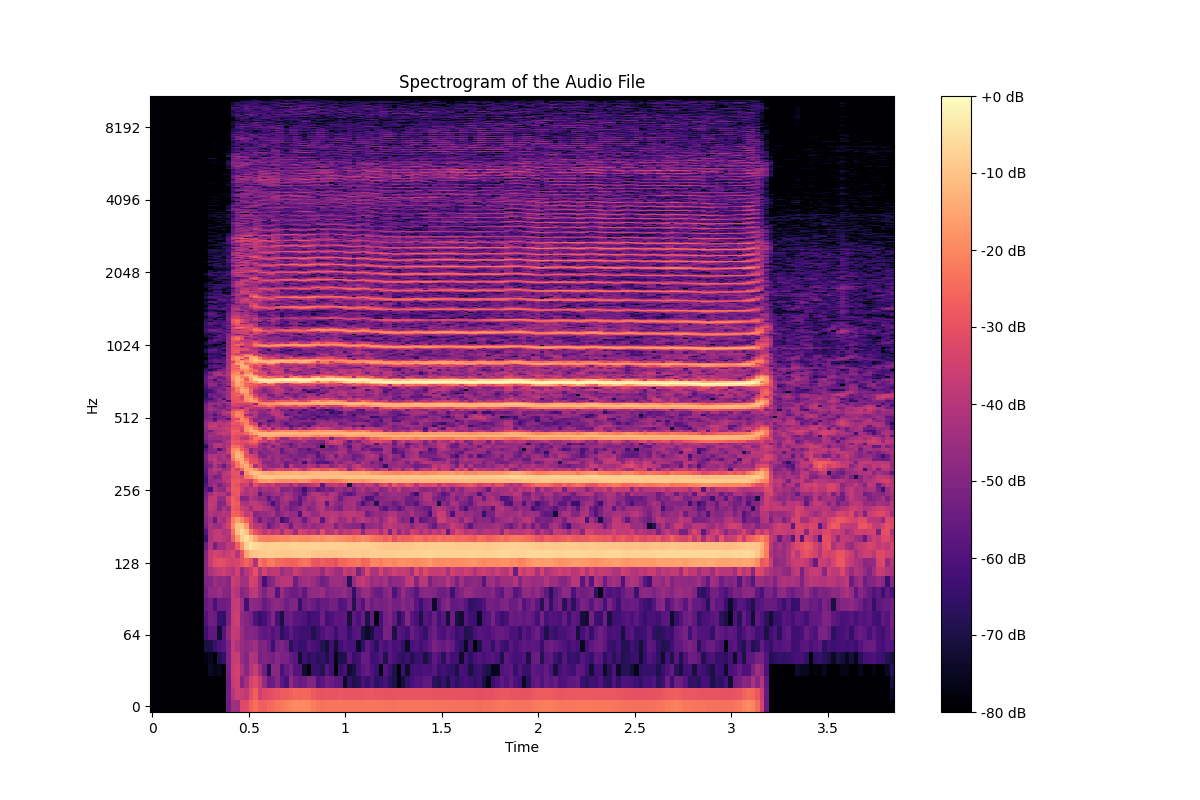 Spectrogram of the Audio File
8192
4096
2048
1024
512
256
128
64
0
Hz
0
0.5
1
1.5
2
2.5
3
3.5
Time
+0 dB
-10 dB
-20 dB
-30 dB
-40 dB
-50 dB
-60 dB
-70 dB
-80 dB